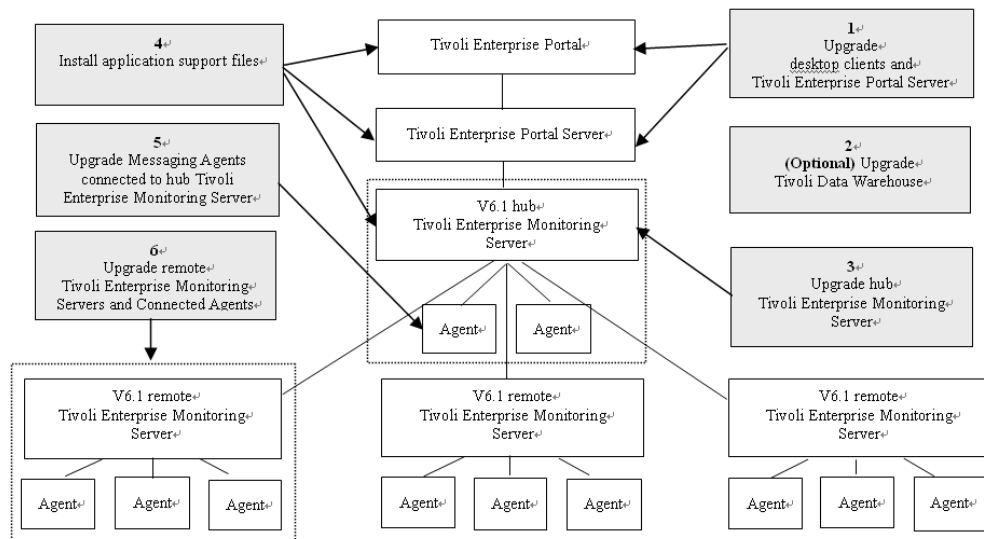 4
Install application support files
Tivoli Enterprise Portal
1
Upgrade
desktop clients and
Tivoli Enterprise Portal Server
5
Upgrade Messaging Agents
connected to hub Tivoli
Enterprise Monitoring Server
Tivoli Enterprise Portal Server
2
(Optional) Upgrade
Tivoli Data Warehouse
6
Upgrade remote
Tivoli Enterprise Monitoring
Servers and Connected Agents
V6.1 hub
Tivoli Enterprise Monitoring
Server
3
Upgrade hub
Tivoli Enterprise Monitoring
Server
Agent
Agent
V6.1 remote
Tivoli Enterprise Monitoring
Server
V6.1 remote
Tivoli Enterprise Monitoring
Server
V6.1 remote
Tivoli Enterprise Monitoring
Server
Agent
Agent
Agent
Agent
Agent
Agent
Agent
Agent
Agent